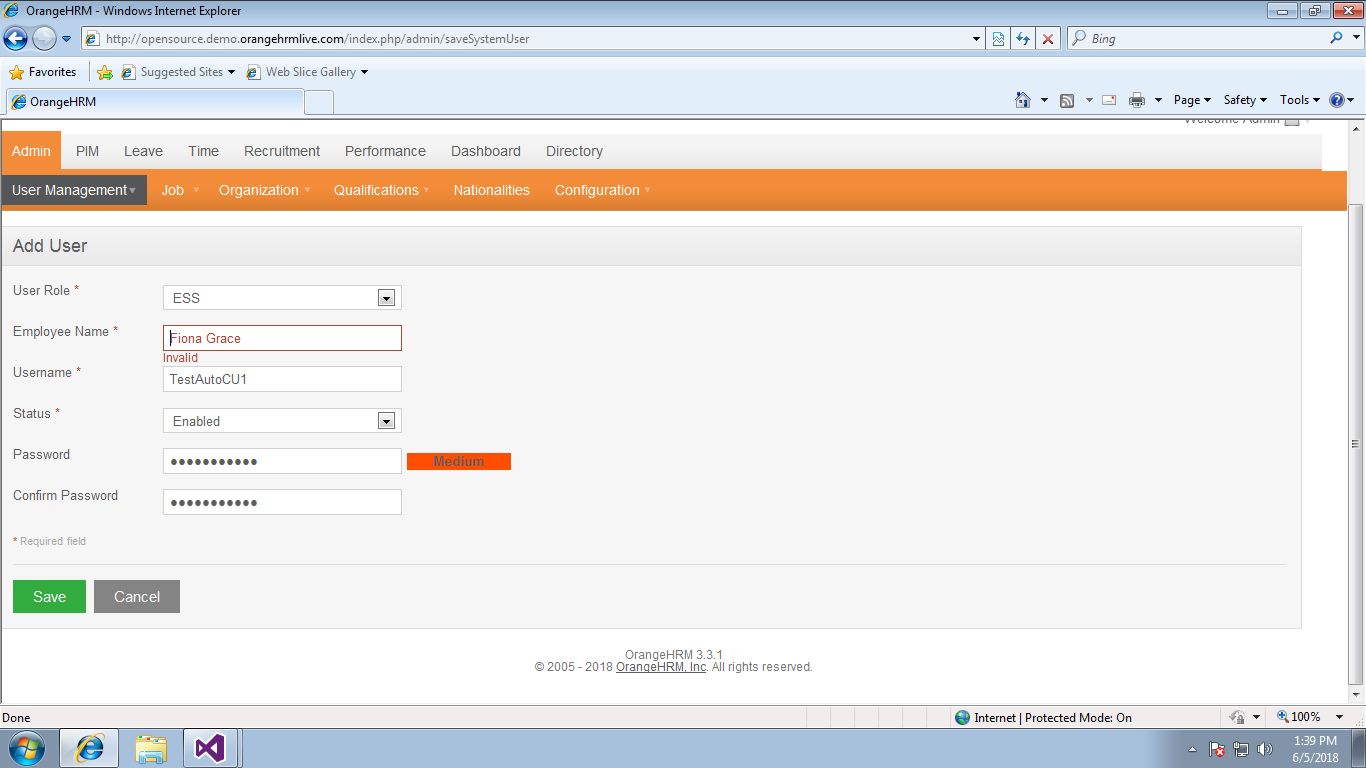 OrangeHRM - Windows Internet Explorer
http://opensource.demo.orangehrmlive.com/index.php/admin/saveSystemUser
Bing
Favorites Suggested Sites Web Slice Gallery
OrangeHRM
Page Safety Tools
Welcome Admin
Admin PIM Leave Time Recruitment Performance Dashboard Directory
User Management Job Organization Qualifications Nationalities Configuration
Add User
User Role * ESS
Employee Name * Fiona Grace
Invalid
Username * TestAutoCU1
Status * Enabled
Password ●●●●●●●●●●● Medium
Confirm Password ●●●●●●●●●●●
* Required field
Save Cancel
OrangeHRM 3.3.1
© 2005 - 2018 OrangeHRM, Inc. All rights reserved.
Done Internet | Protected Mode: On 100%
1:39 PM
6/5/2018